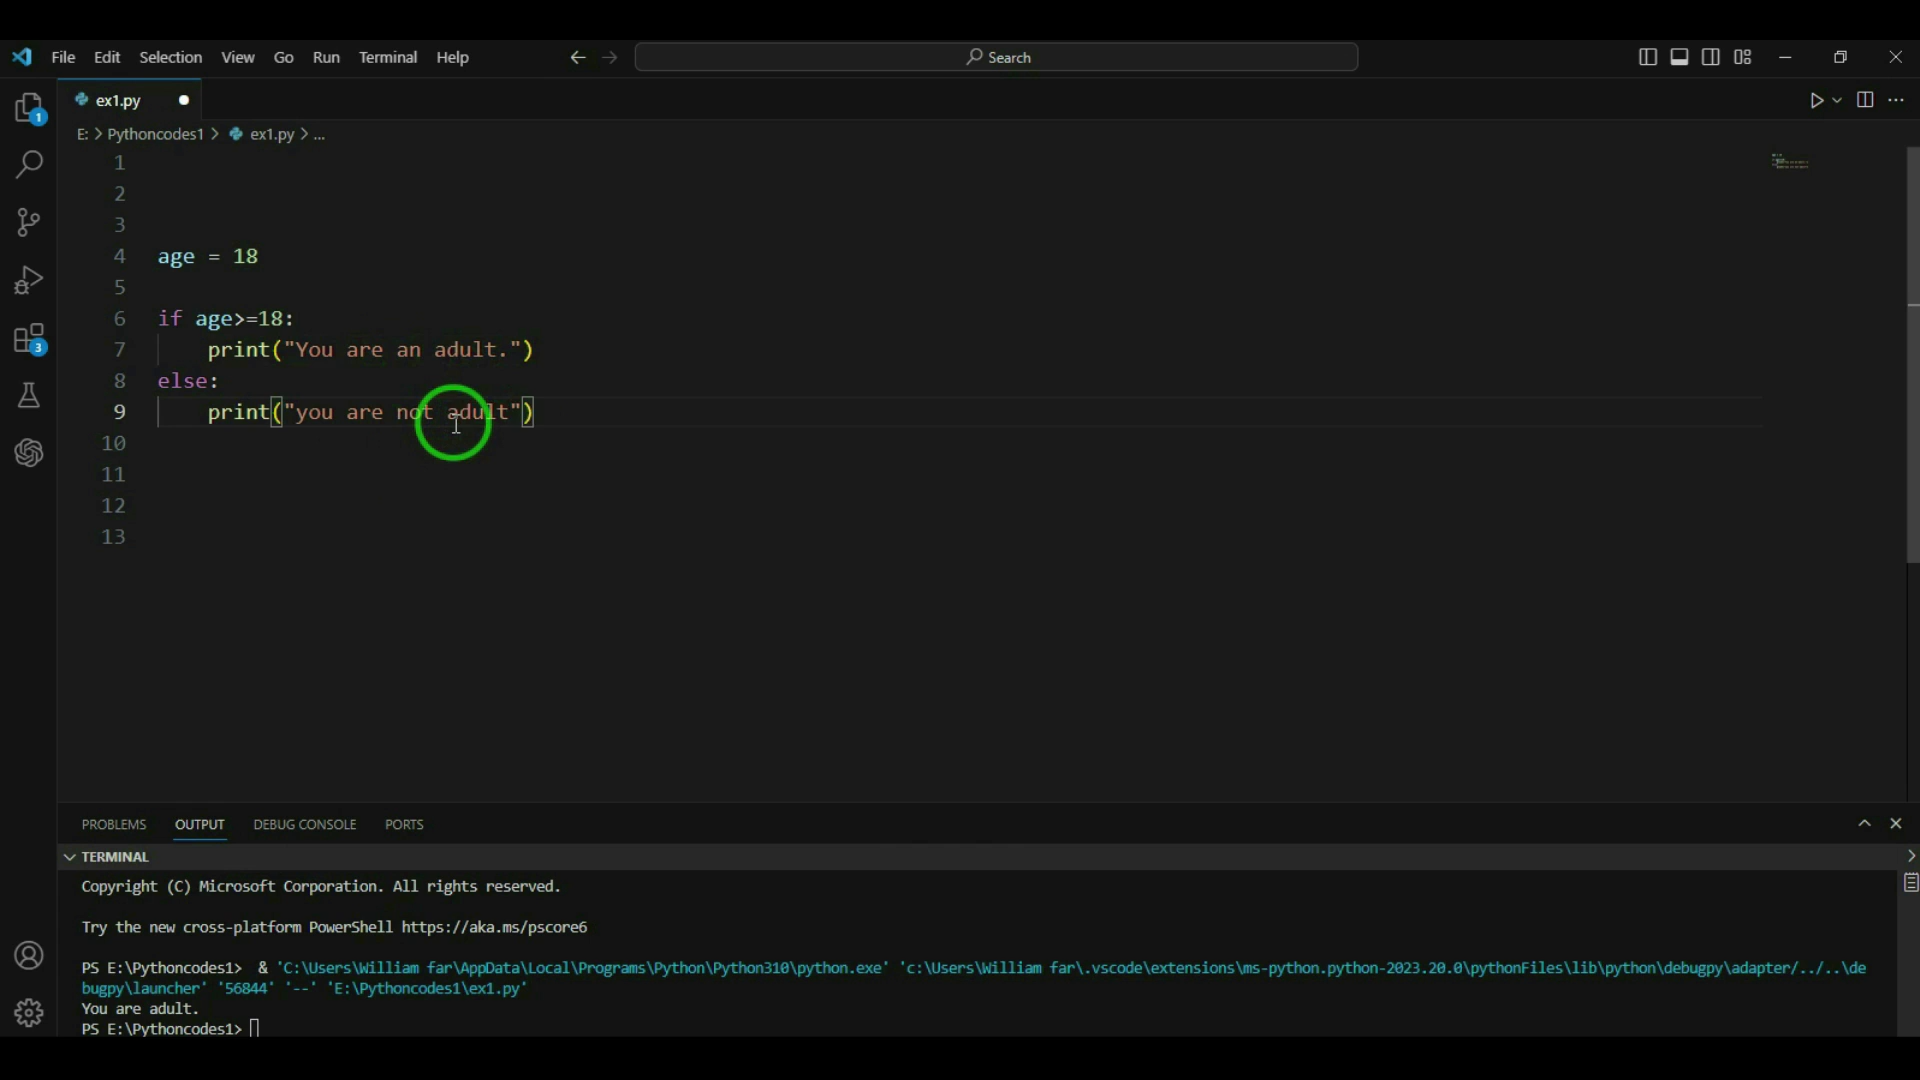 File Edit Selection View Go Run Terminal Help
Search
ex1.py
E: > Pythoncodes1 > ex1.py > ...
1
1
2
3
4 age = 18
5
6 if age>=18:
7 print("You are an adult.")
8 else:
9 print("you are not adult")
10
11
3
12
13
PROBLEMS OUTPUT DEBUG CONSOLE PORTS
TERMINAL
Copyright (C) Microsoft Corporation. All rights reserved.
Try the new cross-platform PowerShell https://aka.ms/pscore6
PS E:\Pythoncodes1> & 'C:\Users\William far\AppData\Local\Programs\Python\Python310\python.exe' 'c:\Users\William far\.vscode\extensions\ms-python.python-2023.20.0\pythonFiles\lib\python\debugpy\adapter/../..\de
bugpy\launcher' '56844' '--' 'E:\Pythoncodes1\ex1.py'
You are adult.
PS E:\Pythoncodes1>